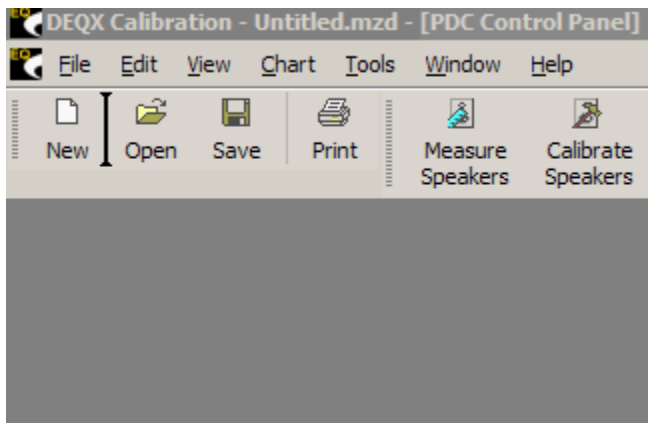 DEQX Calibration - Untitled.mzd - [PDC Control Panel]
File Edit View Chart Tools Window Help
New Open Save Print Measure Speakers Calibrate Speakers